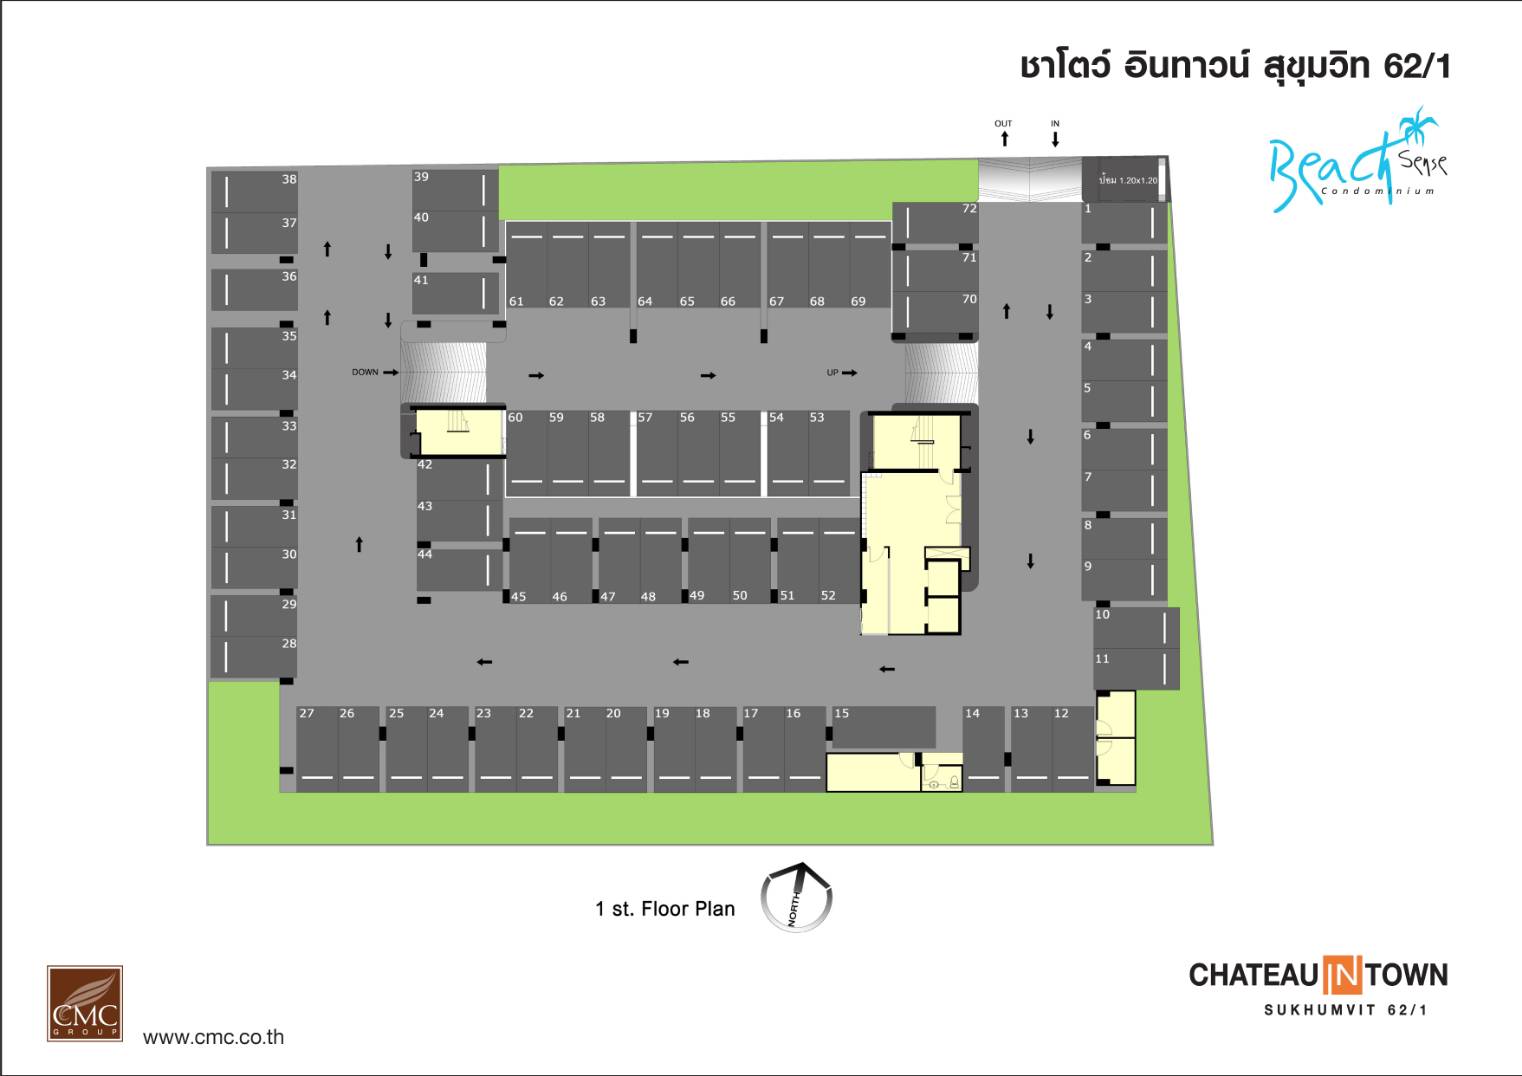 ชาโตว์ อินทาวน์ สุขุมวิท 62/1
Beach Sense
Condominium
OUT IN
ป้อม 1.20x1.20
38 39
37 40
36 41
35
34
33
32
31
30
29
28
61 62 63 64 65 66 67 68 69
72
71
70
1
2
3
4
5
6
7
8
9
10
11
DOWN UP
60 59 58 57 56 55 54 53
42
43
44
45 46 47 48 49 50 51 52
27 26 25 24 23 22 21 20 19 18 17 16 15 14 13 12
1 st. Floor Plan
NORTH
CHATEAU IN TOWN
SUKHUMVIT 62/1
CMC
GROUP
www.cmc.co.th